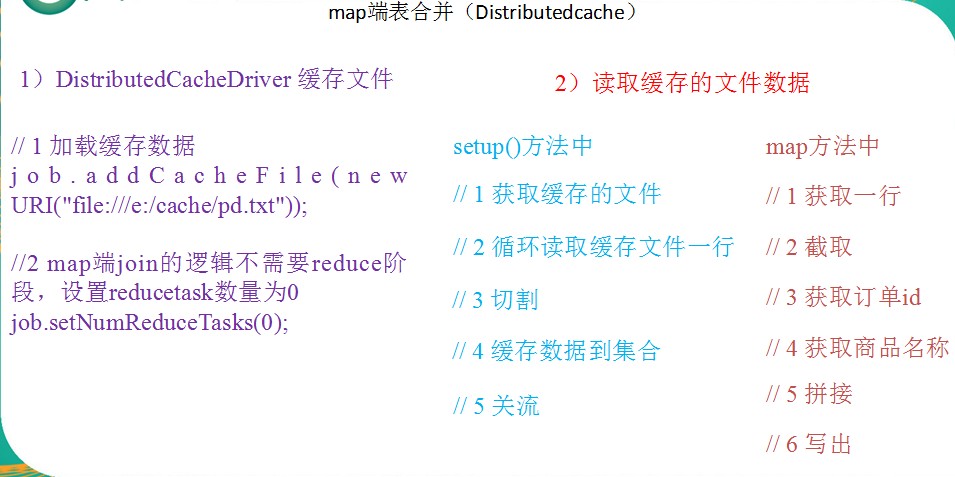 map端表合并（Distributedcache）
1）DistributedCacheDriver 缓存文件
// 1 加载缓存数据
job.addCacheFile(new
URI("file:///e:/cache/pd.txt"));
//2 map端join的逻辑不需要reduce阶
段，设置reducetask数量为0
job.setNumReduceTasks(0);
2）读取缓存的文件数据
setup()方法中
// 1 获取缓存的文件
// 2 循环读取缓存文件一行
// 3 切割
// 4 缓存数据到集合
// 5 关流
map方法中
// 1 获取一行
// 2 截取
// 3 获取订单id
// 4 获取商品名称
// 5 拼接
// 6 写出